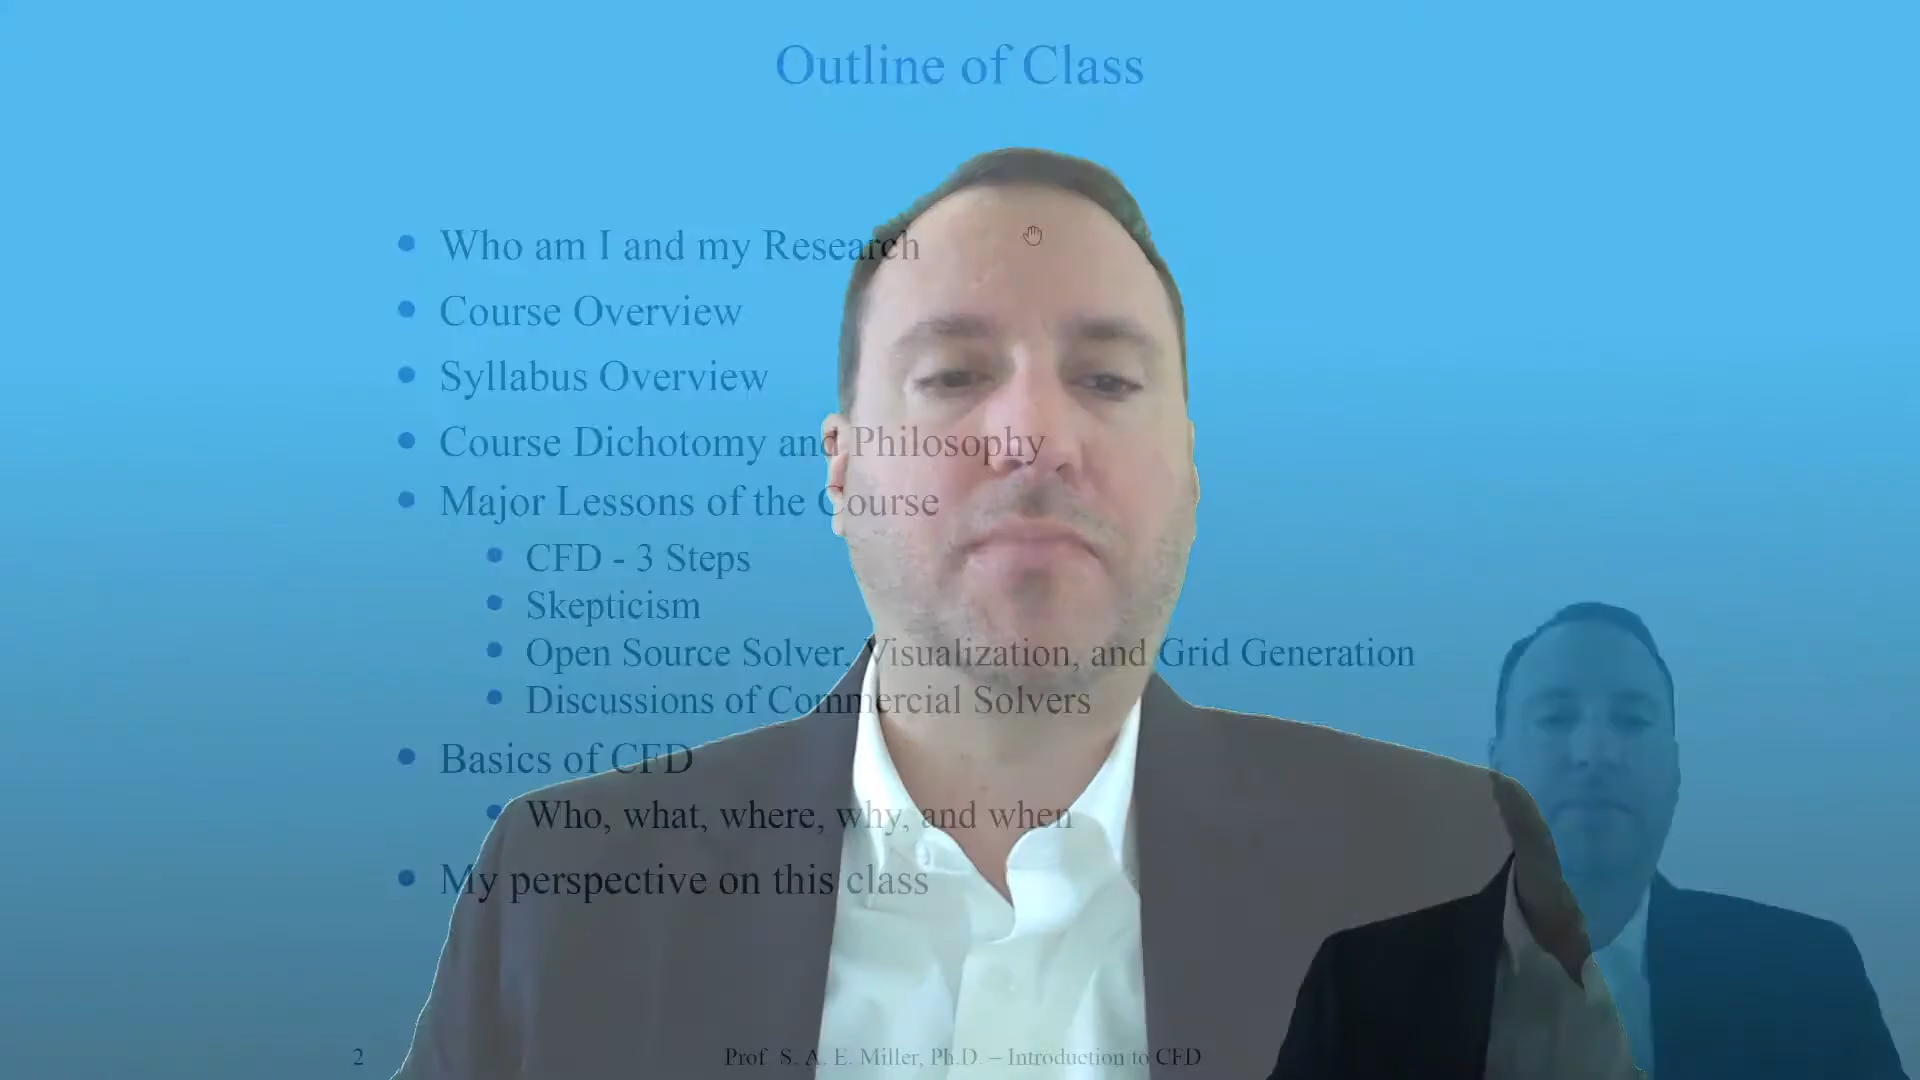 Outline of Class
• Who am I and my Research
• Course Overview
• Syllabus Overview
• Course Dichotomy and Philosophy
• Major Lessons of the Course
• CFD - 3 Steps
• Skepticism
• Open Source Solver, Visualization, and Grid Generation
• Discussions of Commercial Solvers
• Basics of CFD
• Who, what, where, why, and when
• My perspective on this class
2
Prof. S. A. E. Miller, Ph.D. – Introduction to CFD